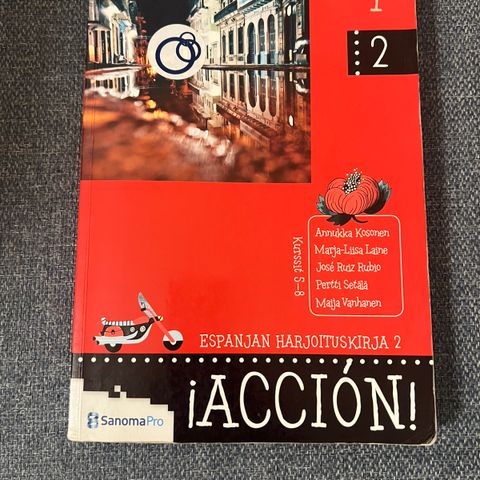 2
Annukka Kosonen
Marja-Liisa Laine
José Ruiz Rubio
Pertti Setälä
Maija Vanhanen
Kurssit 5–8
ESPANJAN HARJOITUSKIRJA 2
¡ACCIÓN!
SanomaPro